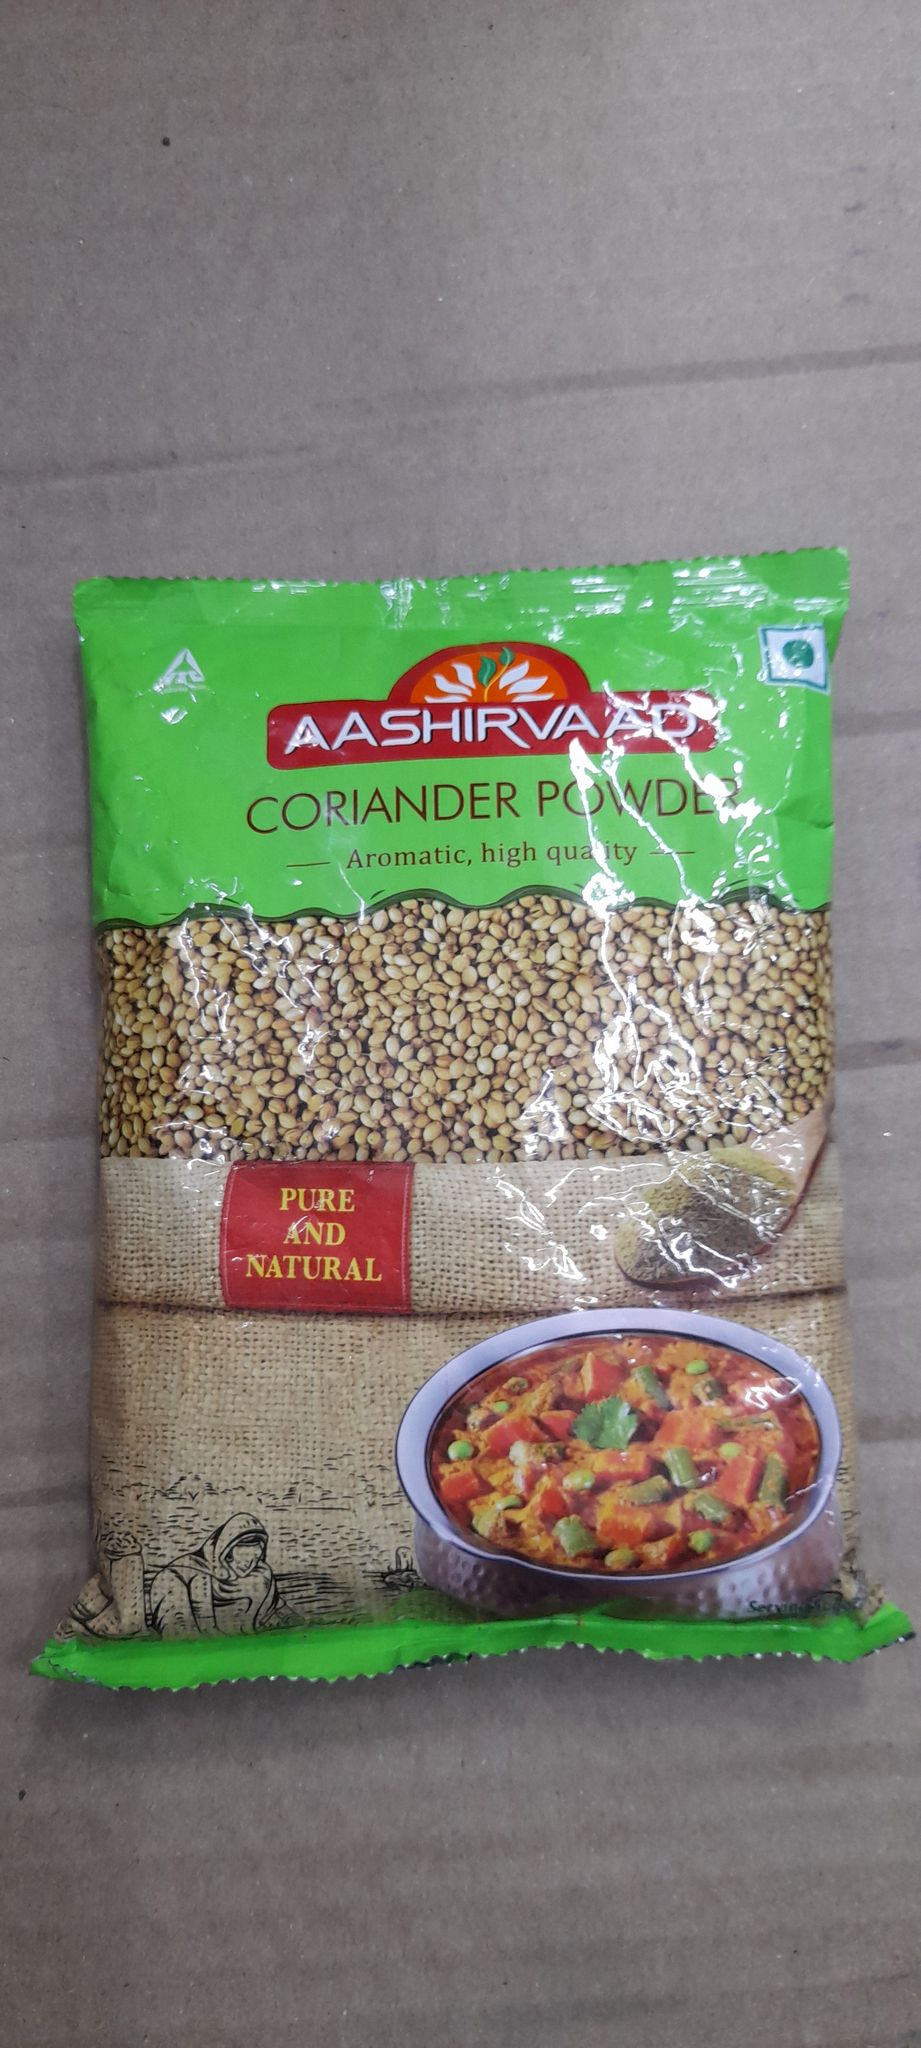 AASHIRVAAD
CORIANDER POWDER
Aromatic, high quality
PURE
AND
NATURAL